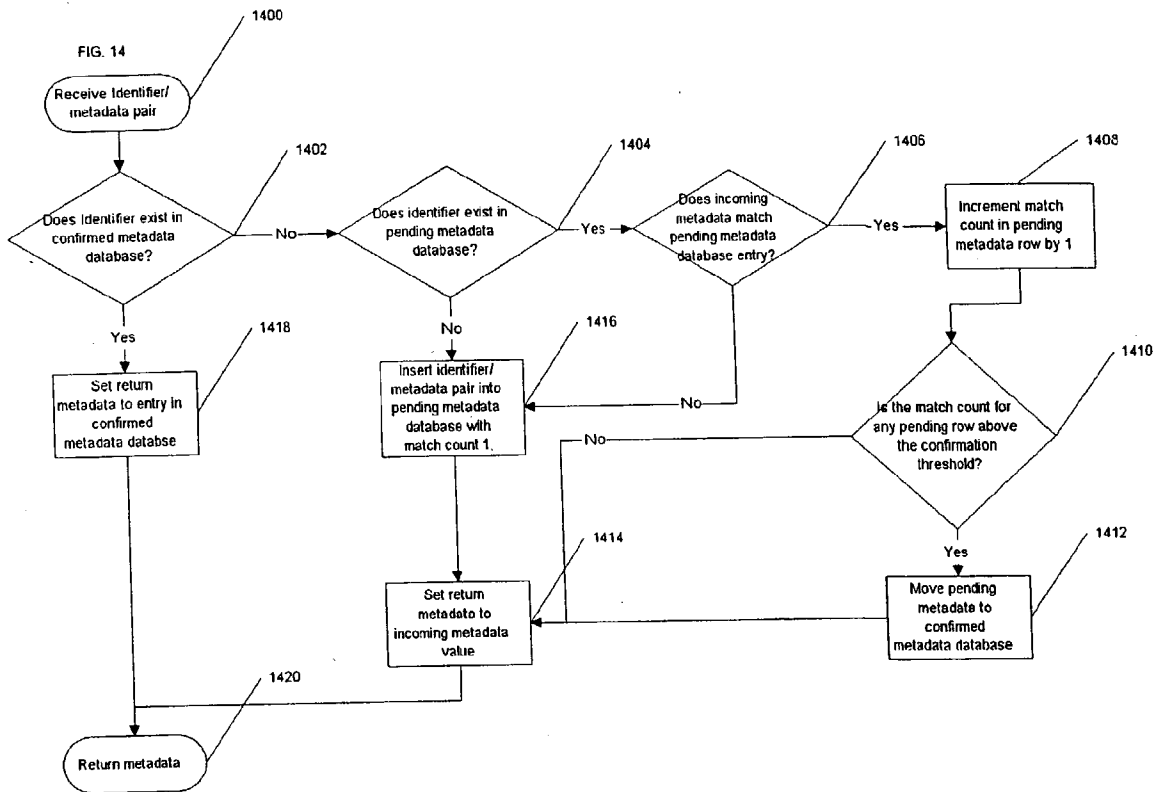 1400
FIG. 14
Receive Identifier/
metadata pair
1402
1404
1406
1408
Does Identifier exist in
confirmed metadata
database?
No
Does identifier exist in
pending metadata
database?
Yes
Does incoming
metadata match
pending metadata
database entry?
Yes
Increment match
count in pending
metadata row by 1
Yes
1418
No
1416
1410
Set return
metadata to entry in
confirmed
metadata databse
Insert identifier/
metadata pair into
pending metadata
database with
match count 1.
No
No
Is the match count for
any pending row above
the confirmation
threshold?
1414
Yes
1412
Set return
metadata to
incoming metadata
value
Move pending
metadata to
confirmed
metadata database
1420
Return metadata